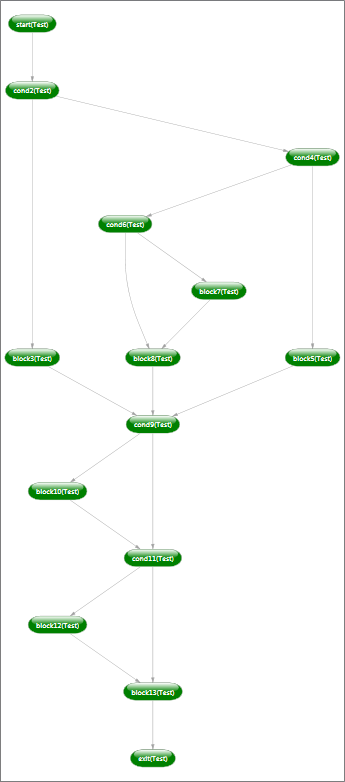 start(Test)
cond2(Test)
cond4(Test)
cond6(Test)
block7(Test)
block3(Test)
block8(Test)
block5(Test)
cond9(Test)
block10(Test)
cond11(Test)
block12(Test)
block13(Test)
exit(Test)